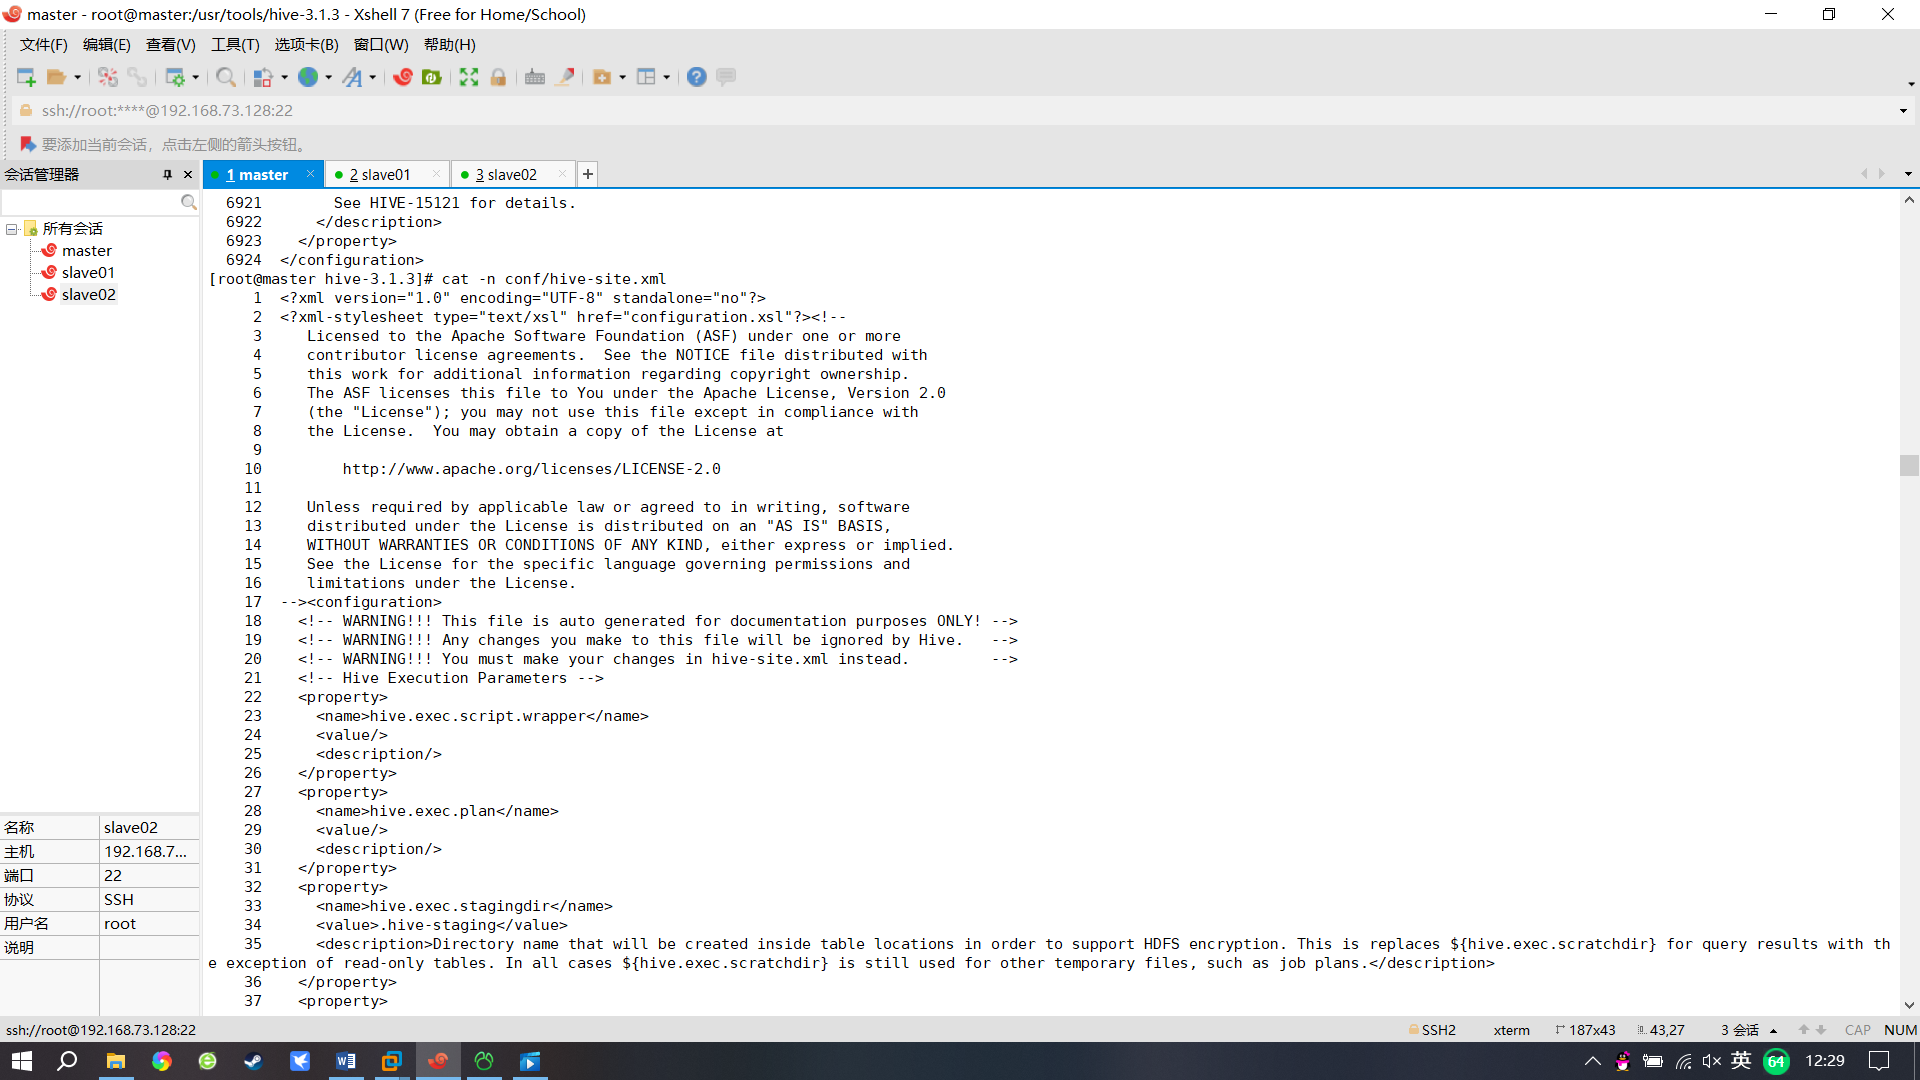 master - root@master:/usr/tools/hive-3.1.3 - Xshell 7 (Free for Home/School)
文件(F) 编辑(E) 查看(V) 工具(T) 选项卡(B) 窗口(W) 帮助(H)
ssh://root:****@192.168.73.128:22
要添加当前会话，点击左侧的箭头按钮。
会话管理器
1 master
2 slave01
3 slave02
所有会话
master
slave01
slave02
名称 slave02
主机 192.168.7...
端口 22
协议 SSH
用户名 root
说明
6921         See HIVE-15121 for details.
6922       </description>
6923     </property>
6924   </configuration>
[root@master hive-3.1.3]# cat -n conf/hive-site.xml
1  <?xml version="1.0" encoding="UTF-8" standalone="no"?>
2  <?xml-stylesheet type="text/xsl" href="configuration.xsl"?><!--
3     Licensed to the Apache Software Foundation (ASF) under one or more
4     contributor license agreements.  See the NOTICE file distributed with
5     this work for additional information regarding copyright ownership.
6     The ASF licenses this file to You under the Apache License, Version 2.0
7     (the "License"); you may not use this file except in compliance with
8     the License.  You may obtain a copy of the License at
9
10         http://www.apache.org/licenses/LICENSE-2.0
11
12     Unless required by applicable law or agreed to in writing, software
13     distributed under the License is distributed on an "AS IS" BASIS,
14     WITHOUT WARRANTIES OR CONDITIONS OF ANY KIND, either express or implied.
15     See the License for the specific language governing permissions and
16     limitations under the License.
17  --><configuration>
18    <!-- WARNING!!! This file is auto generated for documentation purposes ONLY! -->
19    <!-- WARNING!!! Any changes you make to this file will be ignored by Hive.   -->
20    <!-- WARNING!!! You must make your changes in hive-site.xml instead.         -->
21    <!-- Hive Execution Parameters -->
22    <property>
23      <name>hive.exec.script.wrapper</name>
24      <value/>
25      <description/>
26    </property>
27    <property>
28      <name>hive.exec.plan</name>
29      <value/>
30      <description/>
31    </property>
32    <property>
33      <name>hive.exec.stagingdir</name>
34      <value>.hive-staging</value>
35      <description>Directory name that will be created inside table locations in order to support HDFS encryption. This is replaces ${hive.exec.scratchdir} for query results with th
e exception of read-only tables. In all cases ${hive.exec.scratchdir} is still used for other temporary files, such as job plans.</description>
36    </property>
37    <property>
ssh://root@192.168.73.128:22 SSH2 xterm 187x43 43,27 3 会话 CAP NUM
英 64 12:29